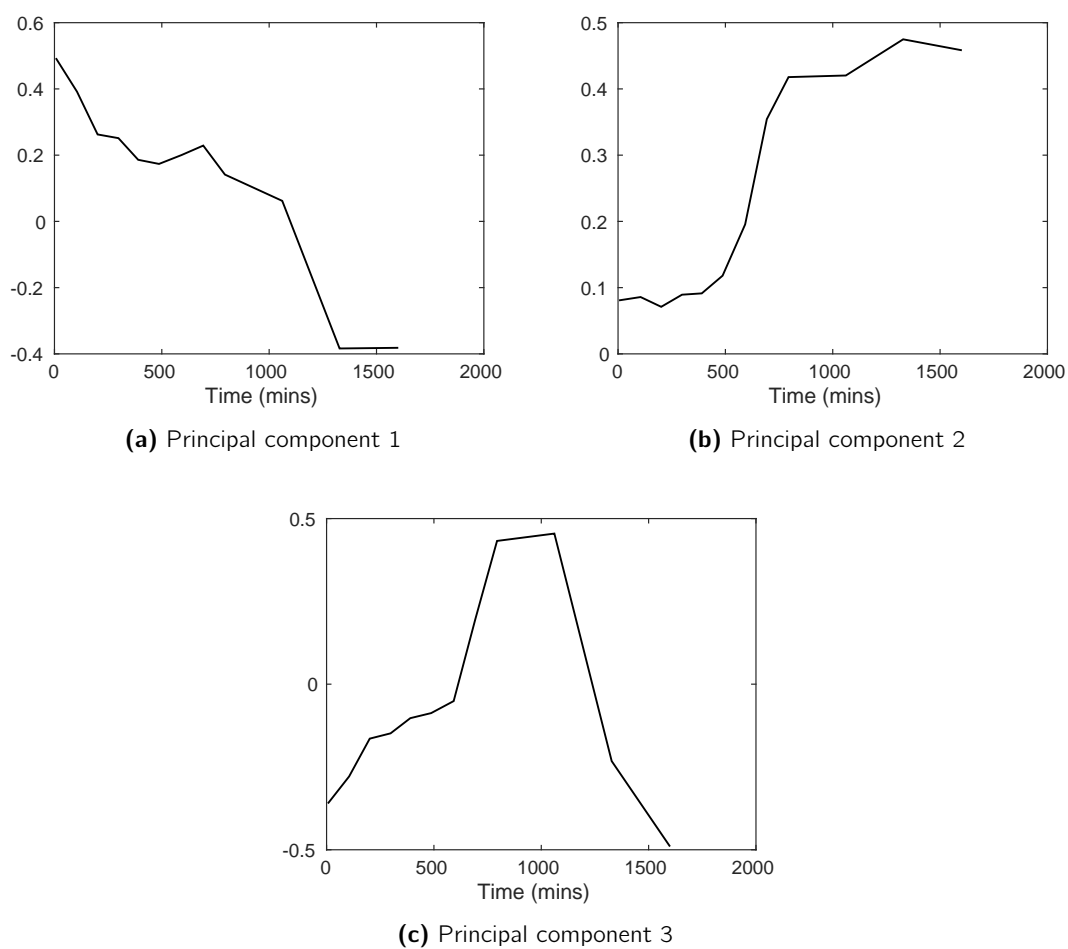 0.6
0.4
0.2
0
-0.2
-0.4
0 500 1000 1500 2000
Time (mins)
(a) Principal component 1
0.5
0.4
0.3
0.2
0.1
0
0 500 1000 1500 2000
Time (mins)
(b) Principal component 2
0.5
0
-0.5
0 500 1000 1500 2000
Time (mins)
(c) Principal component 3